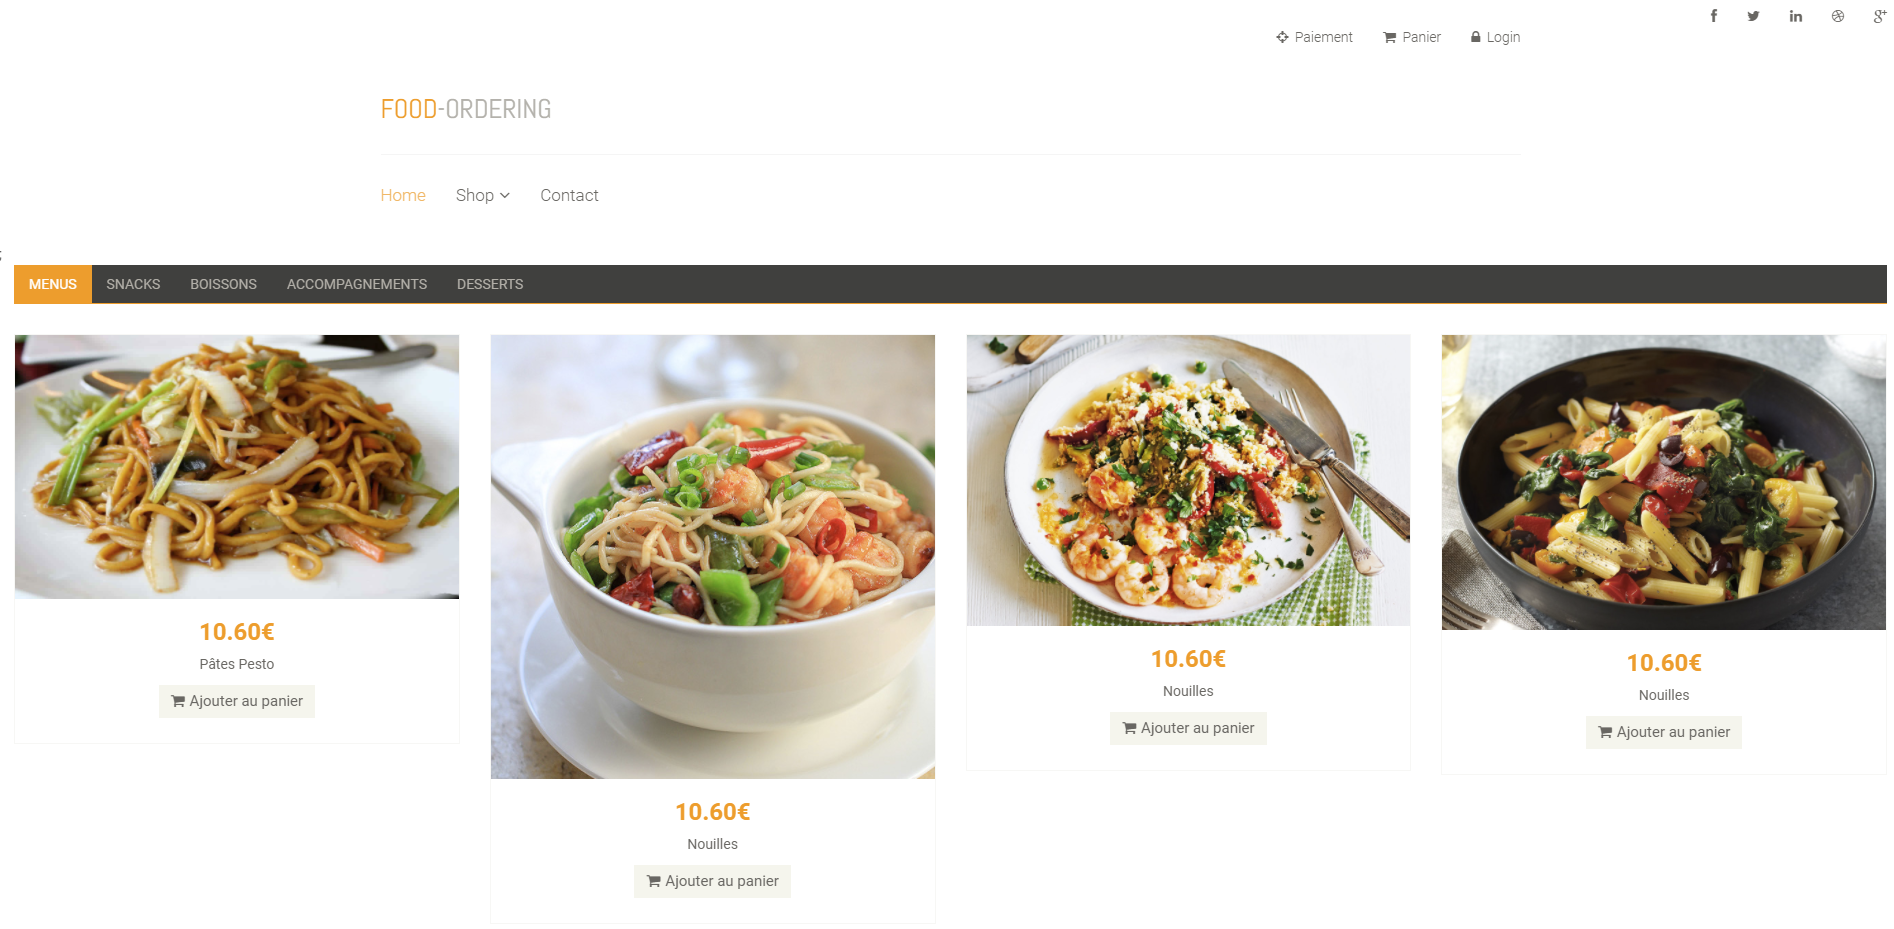 Paiement Panier Login
FOOD-ORDERING
Home Shop Contact
MENUS SNACKS BOISSONS ACCOMPAGNEMENTS DESSERTS
10.60€
Pâtes Pesto
Ajouter au panier
10.60€
Nouilles
Ajouter au panier
10.60€
Nouilles
Ajouter au panier
10.60€
Nouilles
Ajouter au panier